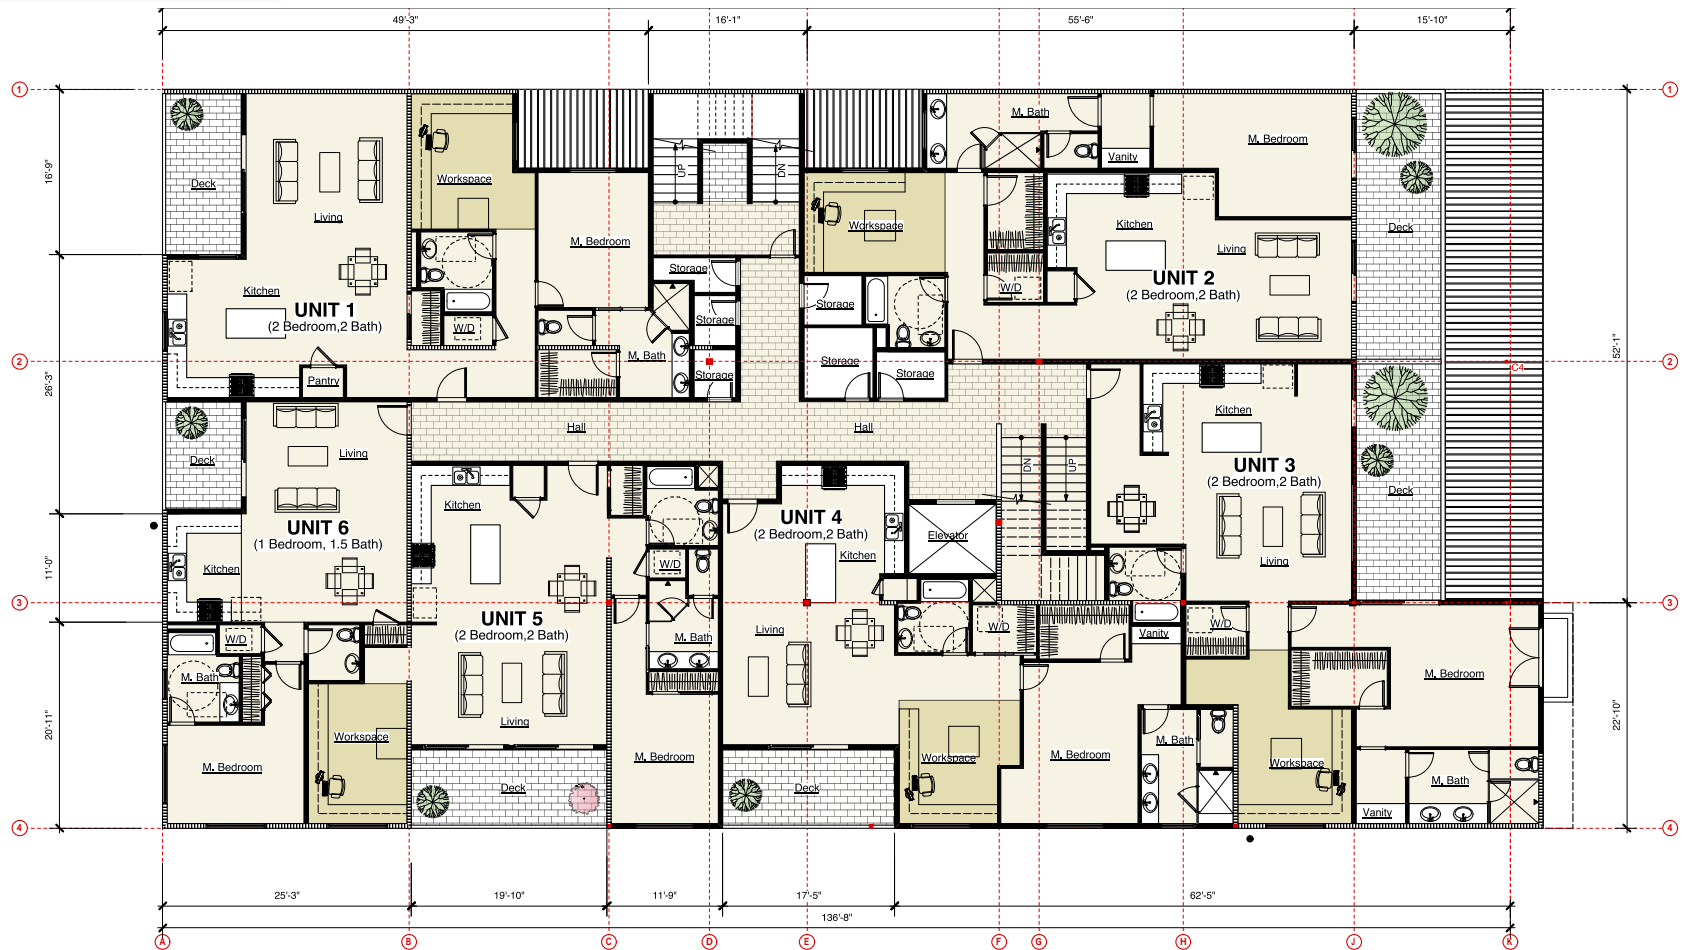 49'-3"
16'-1"
55'-6"
15'-10"
1
1
M. Bath
M. Bedroom
Vanity
16'-9"
Deck
Workspace
UP
DN
Living
M. Bedroom
Workspace
Kitchen
Living
Deck
Storage
UNIT 2
(2 Bedroom,2 Bath)
W/D
Kitchen
UNIT 1
(2 Bedroom,2 Bath)
Storage
Storage
W/D
52'-1"
2
M. Bath
Storage
Storage
2
C4
Pantry
Storage
26'-3"
Hall
Hall
Kitchen
Living
Deck
DN
UP
UNIT 3
(2 Bedroom,2 Bath)
Deck
Kitchen
UNIT 6
(1 Bedroom, 1.5 Bath)
UNIT 4
(2 Bedroom,2 Bath)
Elevator
Kitchen
Living
11'-0"
Kitchen
W/D
3
3
UNIT 5
(2 Bedroom,2 Bath)
Living
W/D
W/D
Vanity
W/D
M. Bath
M. Bath
M. Bedroom
20'-11"
22'-10"
Living
Workspace
M. Bath
M. Bedroom
M. Bedroom
Workspace
M. Bedroom
Workspace
M. Bath
Deck
Deck
Vanity
4
4
25'-3"
19'-10"
11'-9"
17'-5"
62'-5"
136'-8"
A
B
C
D
E
F
G
H
J
K